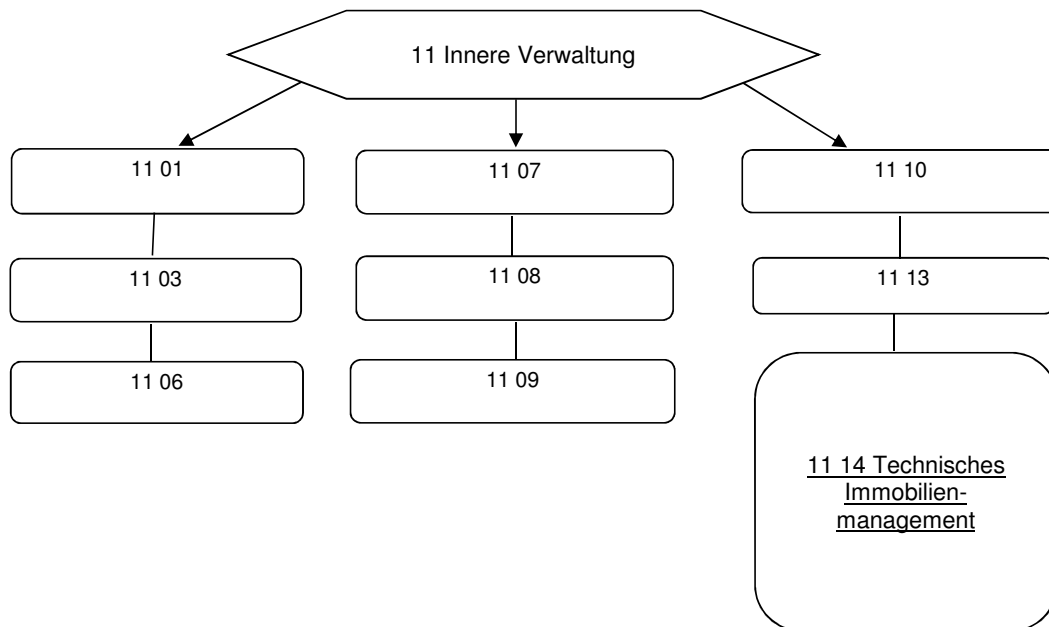 11 Innere Verwaltung
11 01
11 07
11 10
11 03
11 08
11 13
11 06
11 09
11 14 Technisches
Immobilien-
management